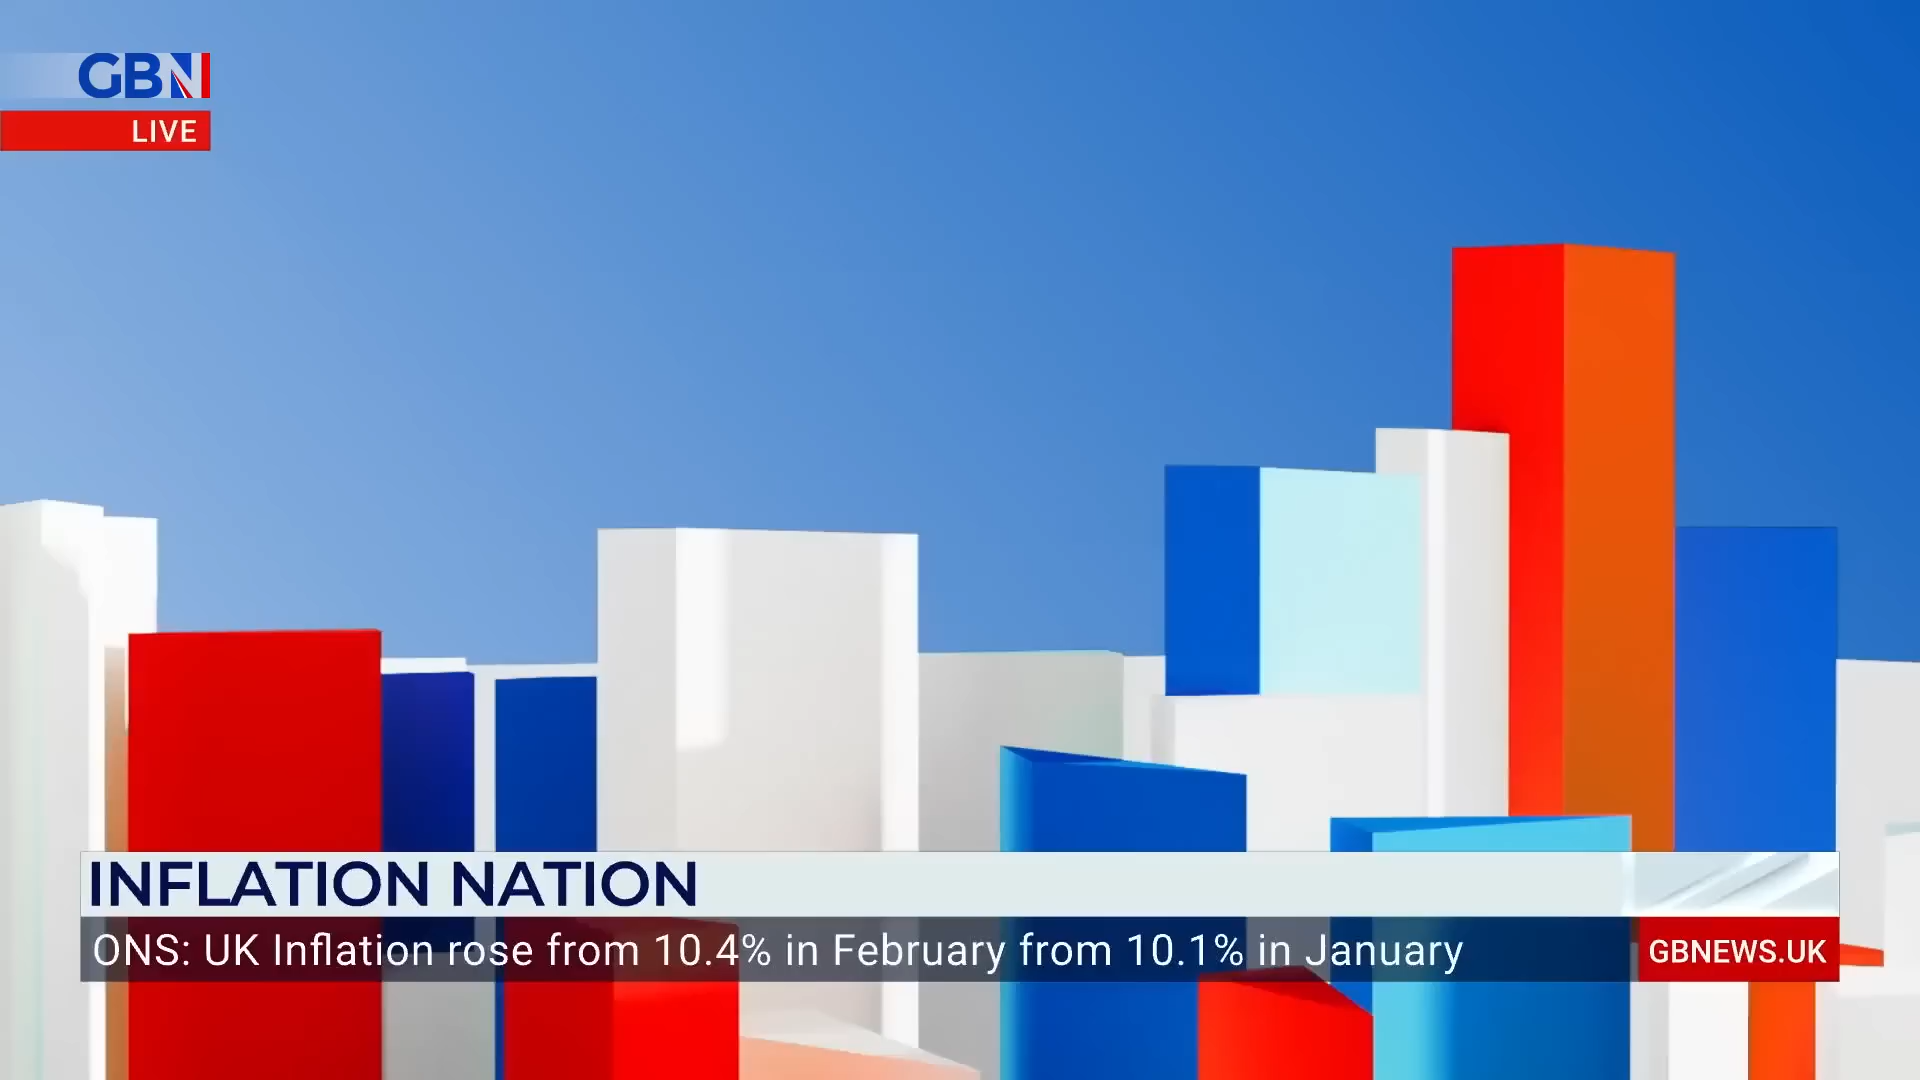 GBN
LIVE
INFLATION NATION
ONS: UK Inflation rose from 10.4% in February from 10.1% in January
GBNEWS.UK